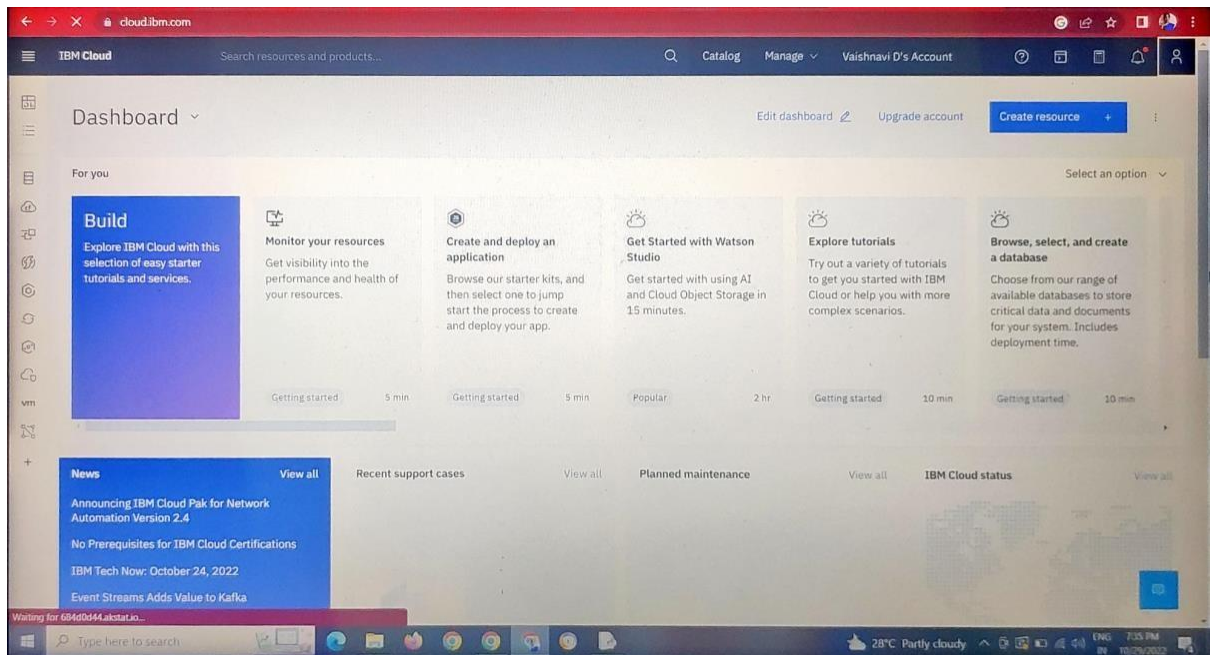 cloud.ibm.com
IBM Cloud
Search resources and products...
Catalog
Manage
Vaishnavi D's Account
Dashboard
Edit dashboard
Upgrade account
Create resource +
For you
Select an option
Build
Explore IBM Cloud with this
selection of easy starter
tutorials and services.
Monitor your resources
Get visibility into the
performance and health of
your resources.
Getting started
5 min
Create and deploy an
application
Browse our starter kits, and
then select one to jump
start the process to create
and deploy your app.
Getting started
5 min
Get Started with Watson
Studio
Get started with using AI
and Cloud Object Storage in
15 minutes.
Popular
2 hr
Explore tutorials
Try out a variety of tutorials
to get you started with IBM
Cloud or help you with more
complex scenarios.
Getting started
10 min
Browse, select, and create
a database
Choose from our range of
available databases to store
critical data and documents
for your system. Includes
deployment time.
Getting started
10 min
vm
News
View all
Announcing IBM Cloud Pak for Network
Automation Version 2.4
No Prerequisites for IBM Cloud Certifications
IBM Tech Now: October 24, 2022
Event Streams Adds Value to Kafka
Recent support cases
View all
Planned maintenance
View all
IBM Cloud status
View all
Waiting for 684d0d44.akstat.io...
Type here to search
28°C Partly cloudy
ENG
IN
7:35 PM
10/29/2022